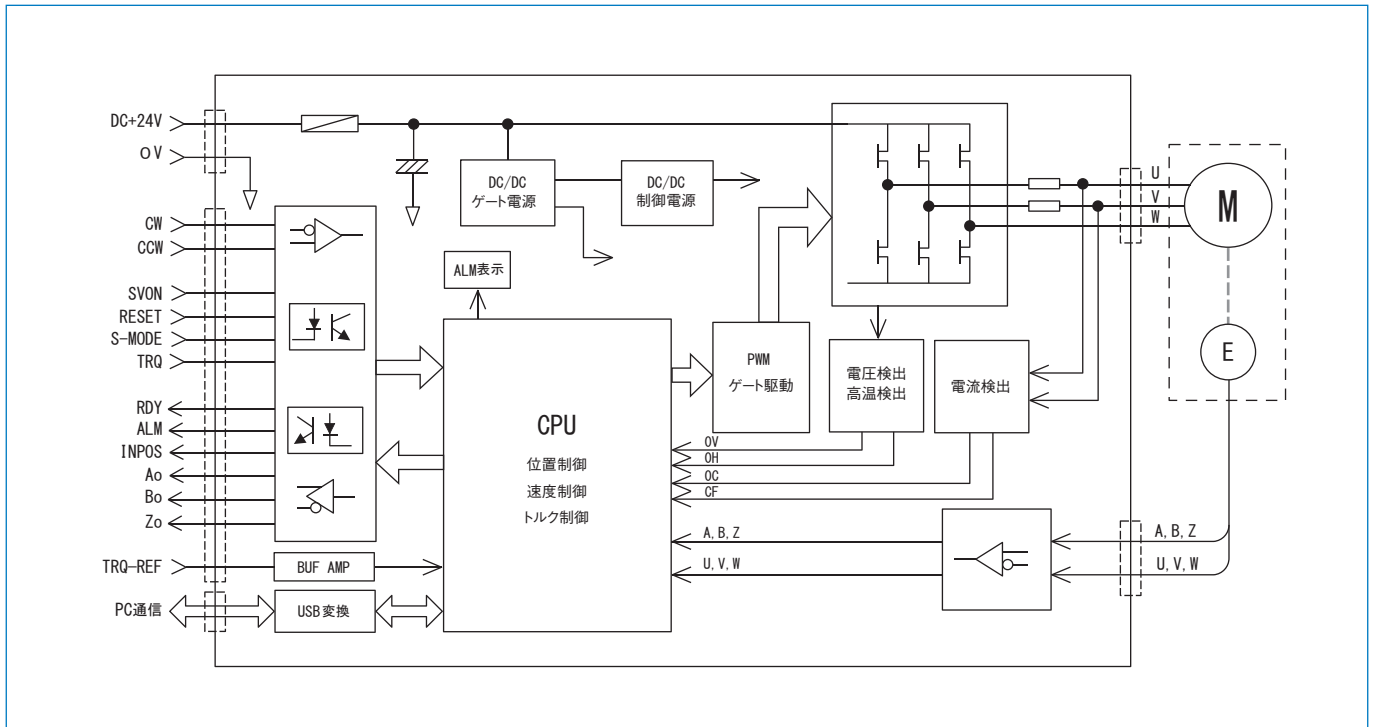 DC+24V
0V
CW
CCW
SVON
RESET
S-MODE
TRQ
RDY
ALM
INPOS
Ao
Bo
Zo
TRQ-REF
PC通信
BUF AMP
USB変換
DC/DC
ゲート電源
DC/DC
制御電源
ALM表示
CPU
位置制御
速度制御
トルク制御
PWM
ゲート駆動
電圧検出
高温検出
電流検出
OV
OH
OC
CF
A, B, Z
U, V, W
U
V
W
M
E
A, B, Z
U, V, W